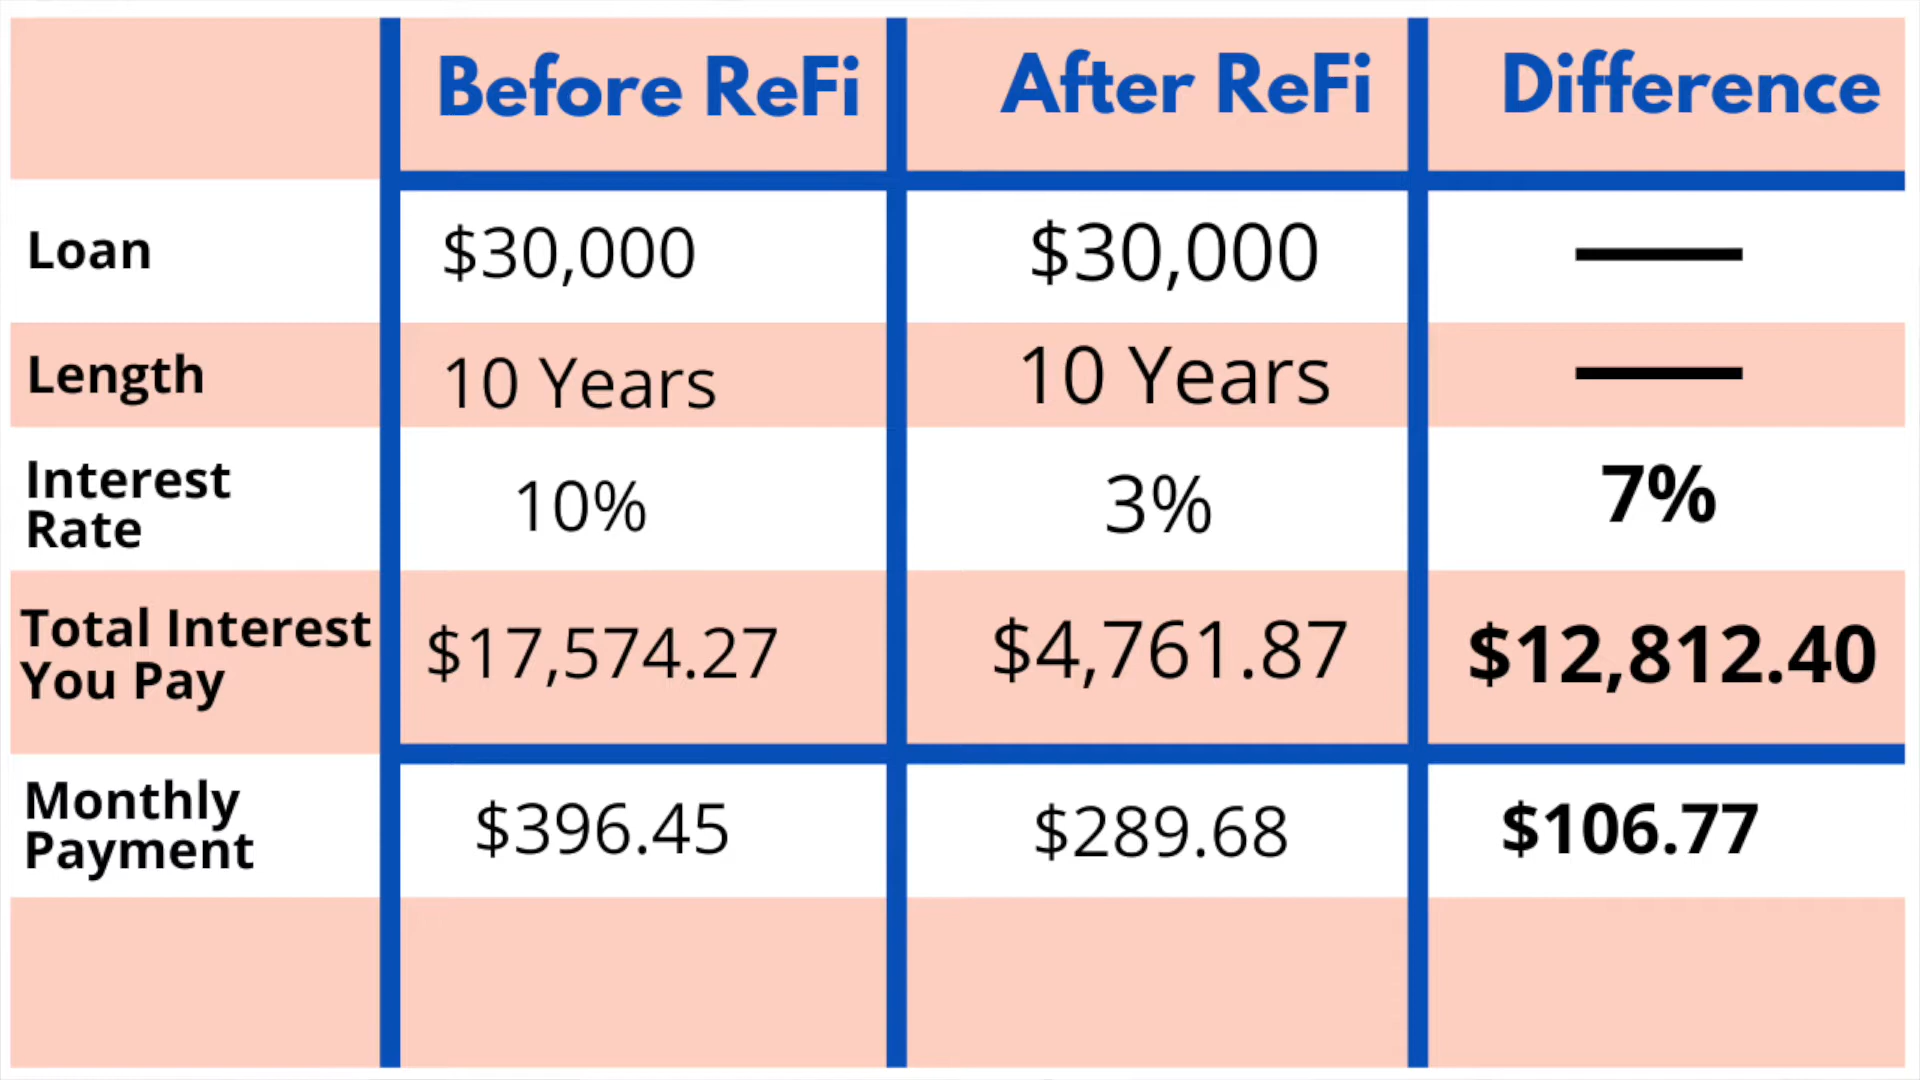 Before ReFi After ReFi Difference
Loan $30,000 $30,000 —
Length 10 Years 10 Years —
Interest
Rate 10% 3% 7%
Total Interest
You Pay $17,574.27 $4,761.87 $12,812.40
Monthly
Payment $396.45 $289.68 $106.77